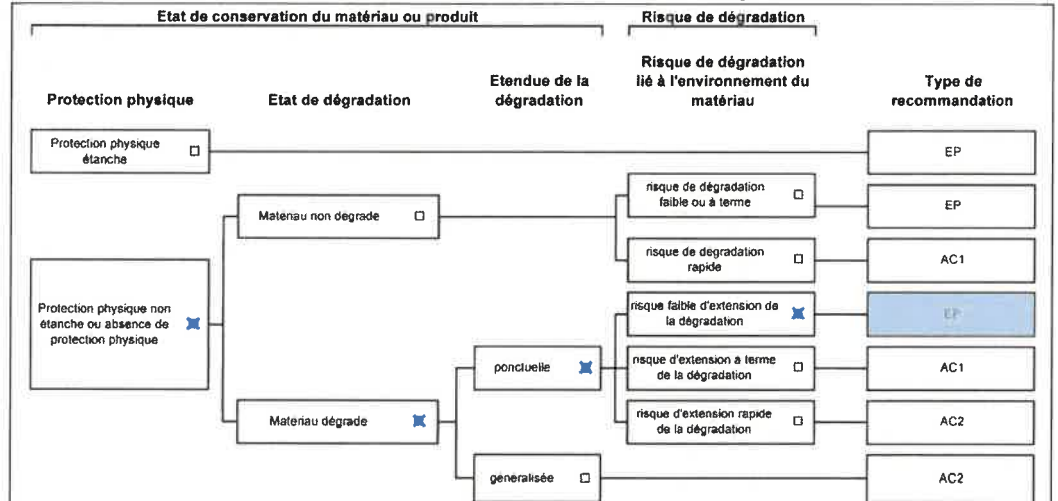 Etat de conservation du matériau ou produit
Risque de dégradation
Protection physique
Etat de dégradation
Etendue de la
dégradation
Risque de dégradation
lié à l'environnement du
matériau
Type de
recommandation
Protection physique
étanche
EP
Materiau non degrade
risque de dégradation
faible ou à terme
EP
risque de degradation
rapide
AC1
Protection physique non
étanche ou absence de
protection physique
risque faible d'extension de
la dégradation
EP
ponctuelle
risque d'extension a terme
de la dégradation
AC1
Materiau dégrade
risque d'extension rapide
de la dégradation
AC2
generalisée
AC2